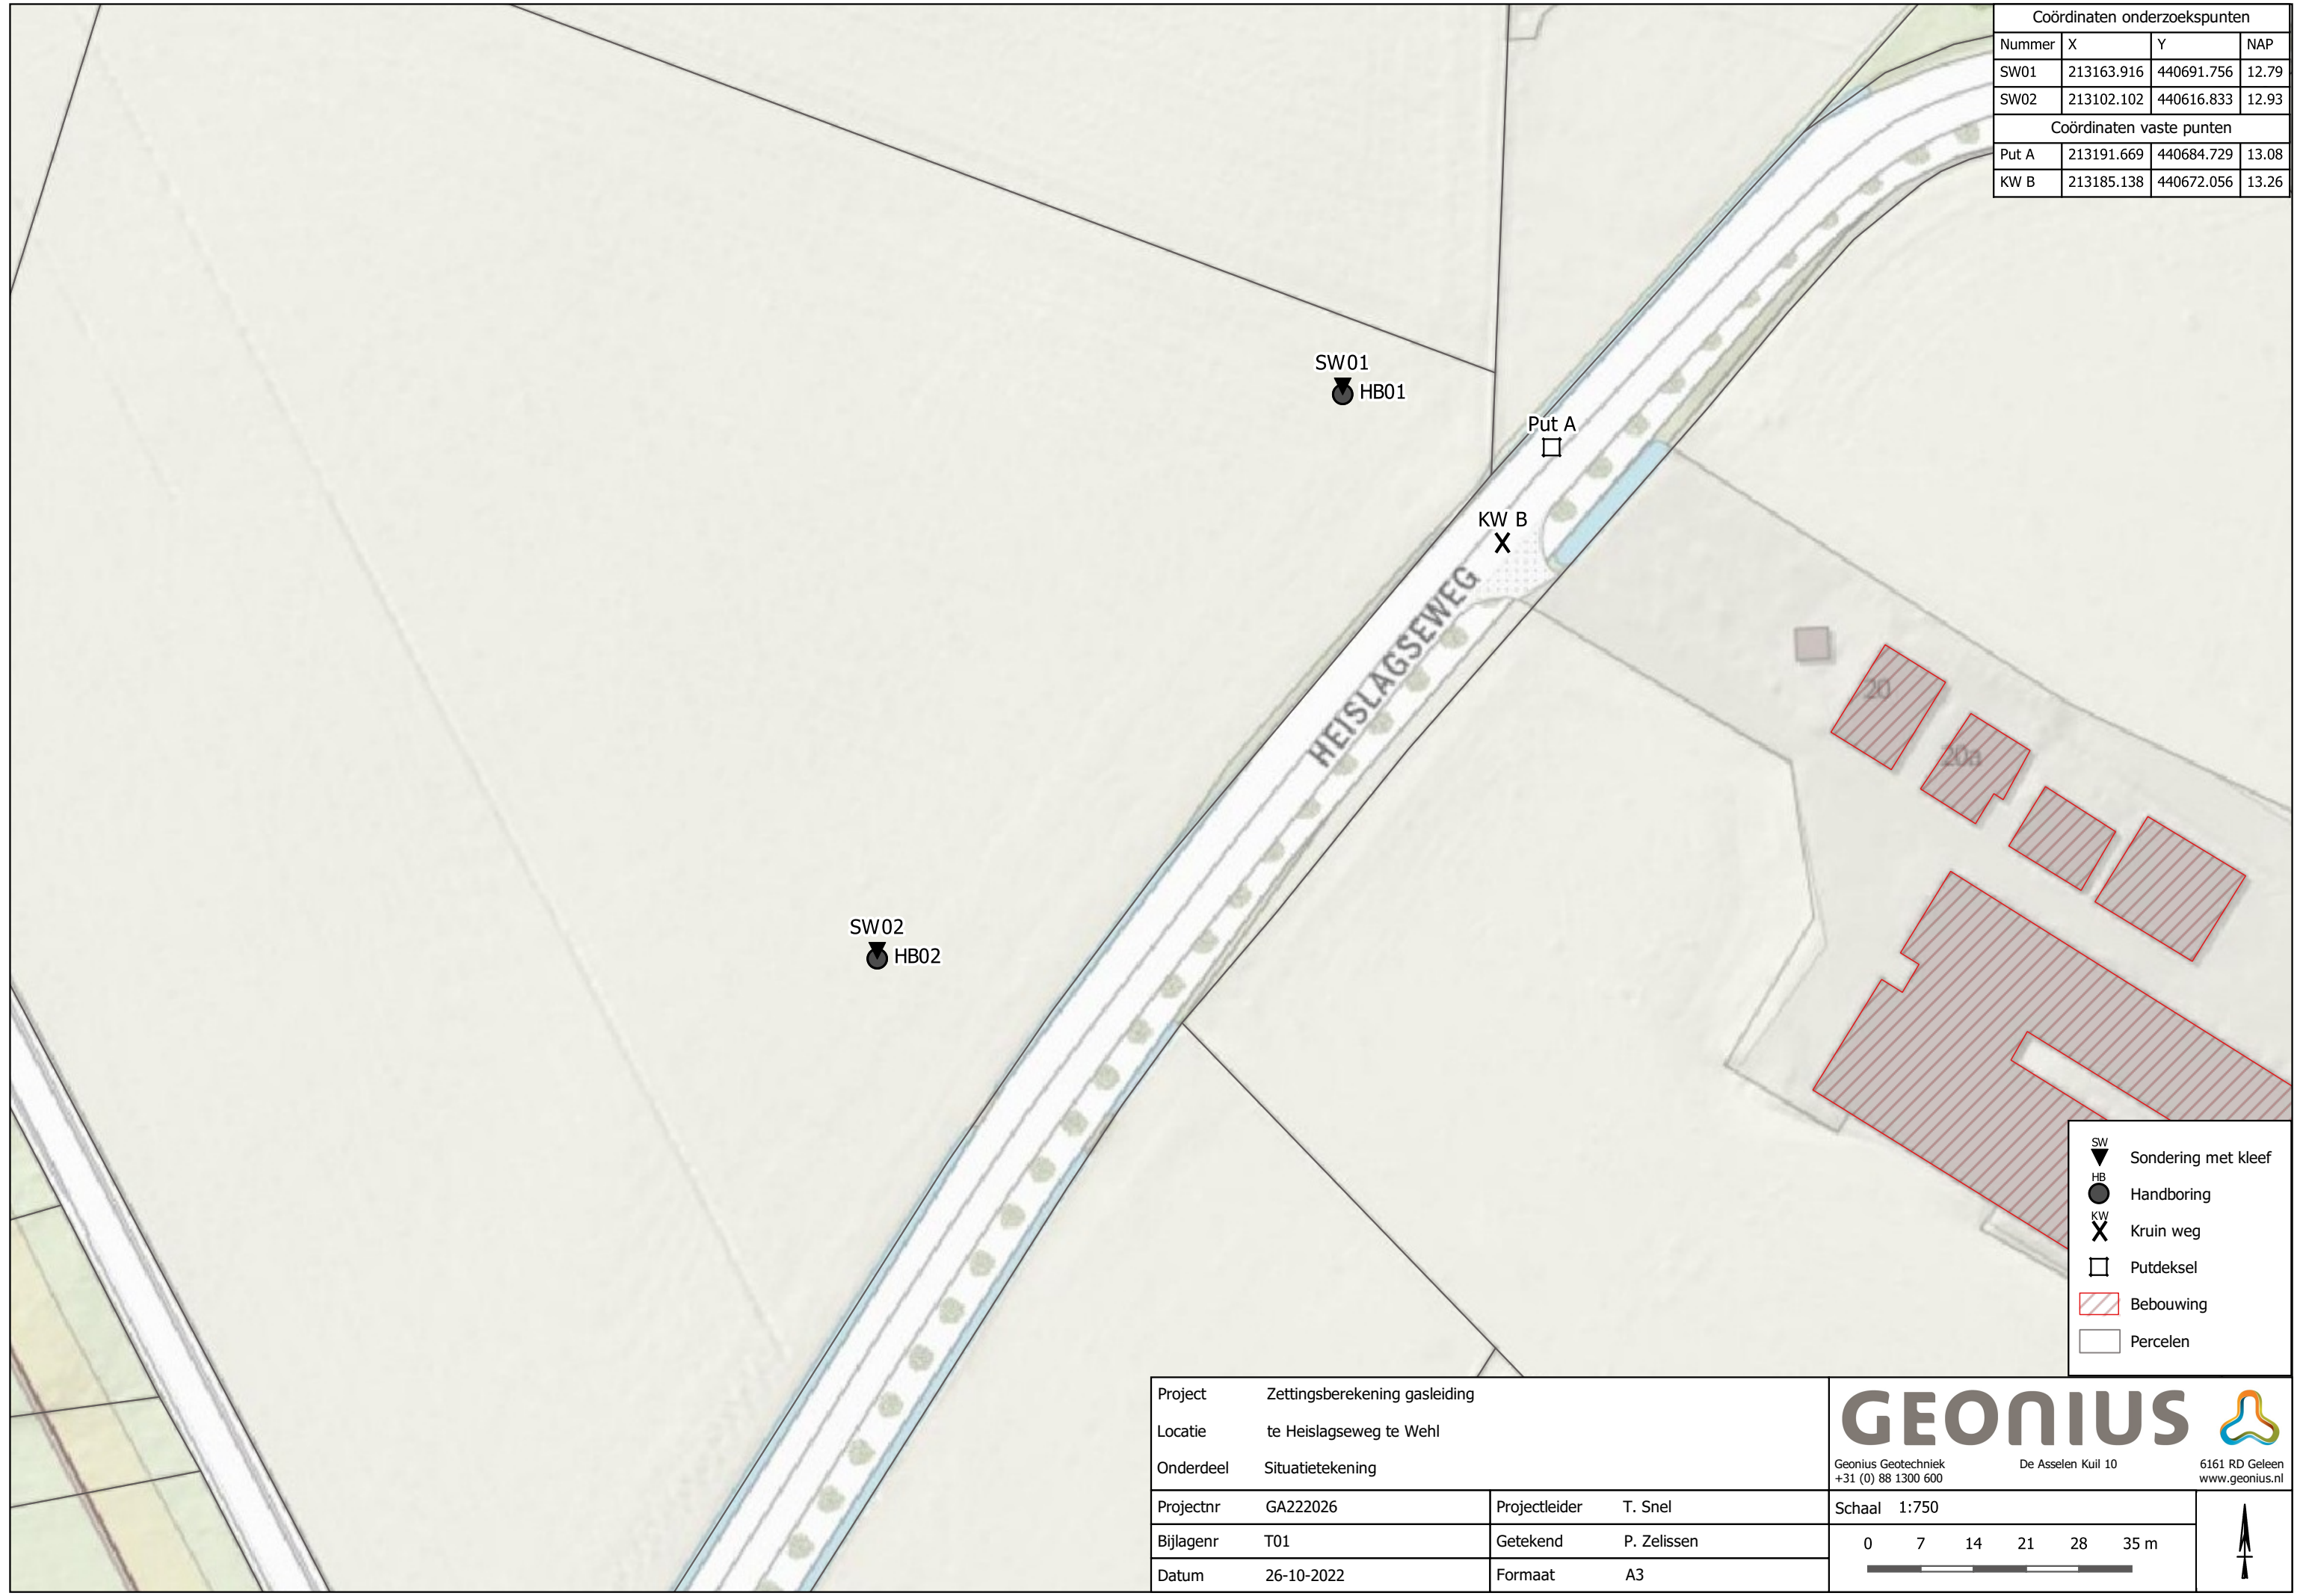 Coördinaten onderzoekspunten
Nummer X Y NAP
SW01 213163.916 440691.756 12.79
SW02 213102.102 440616.833 12.93
Coördinaten vaste punten
Put A 213191.669 440684.729 13.08
KW B 213185.138 440672.056 13.26
SW01
HB01
Put A
KW B
HEISLAGSEWEG
20
20a
SW02
HB02
SW
Sondering met kleef
HB
Handboring
KW
Kruin weg
Putdeksel
Bebouwing
Percelen
Project Zettingsberekening gasleiding
Locatie te Heislagseweg te Wehl
Onderdeel Situatietekening
Projectnr GA222026 Projectleider T. Snel
Bijlagenr T01 Getekend P. Zelissen
Datum 26-10-2022 Formaat A3
GEONIUS
Geonius Geotechniek De Asselen Kuil 10 6161 RD Geleen
+31 (0) 88 1300 600 www.geonius.nl
Schaal 1:750
0 7 14 21 28 35 m